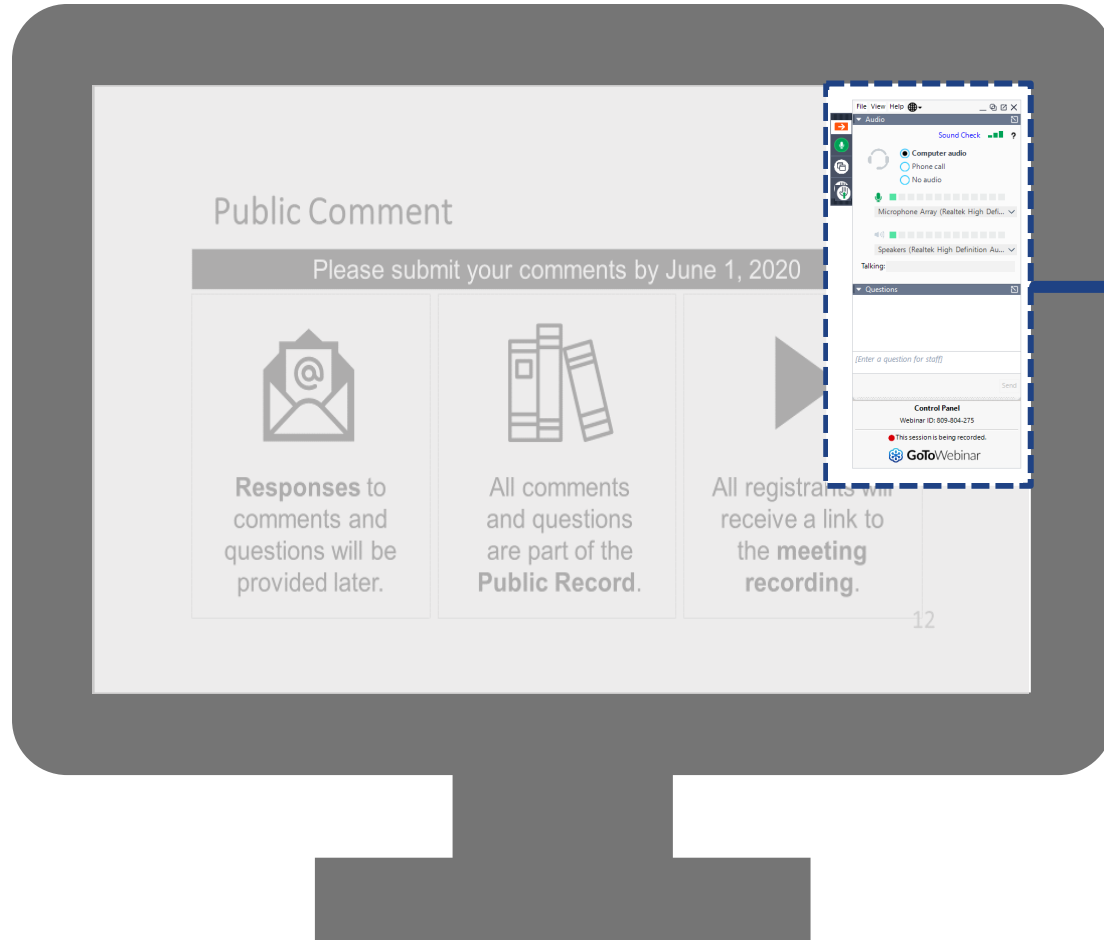 Public Comment
Please submit your comments by June 1, 2020
@
Responses to
comments and
questions will be
provided later.
All comments
and questions
are part of the
Public Record.
All registrants will
receive a link to
the meeting
recording.
12
File View Help
Audio
Sound Check ?
Computer audio
Phone call
No audio
Microphone Array (Realtek High Defi...
Speakers (Realtek High Definition Au...
Talking:
Questions
[Enter a question for staff]
Send
Control Panel
Webinar ID: 809-804-275
This session is being recorded.
GoToWebinar